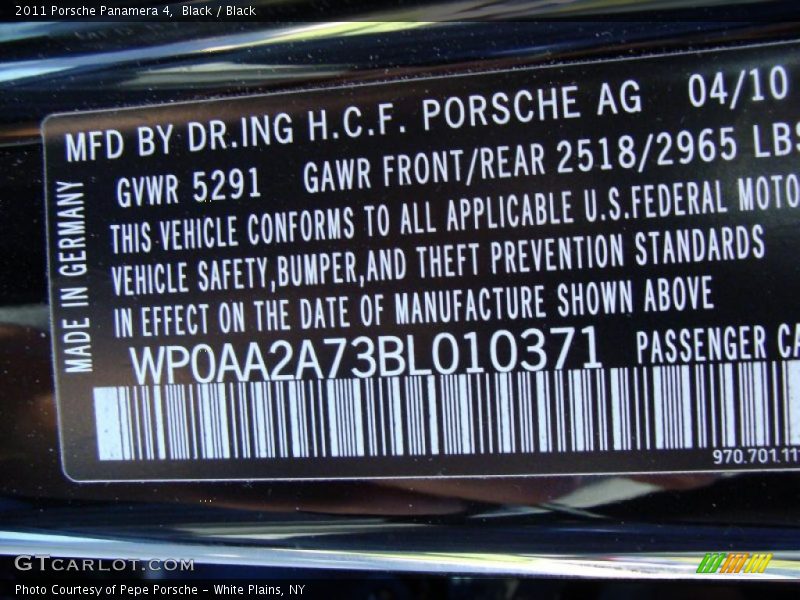 2011 Porsche Panamera 4, Black / Black
MFD BY DR.ING H.C.F. PORSCHE AG 04/10
GVWR 5291 GAWR FRONT/REAR 2518/2965 LBS
THIS VEHICLE CONFORMS TO ALL APPLICABLE U.S.FEDERAL MOTO
VEHICLE SAFETY,BUMPER,AND THEFT PREVENTION STANDARDS
IN EFFECT ON THE DATE OF MANUFACTURE SHOWN ABOVE
MADE IN GERMANY
WP0AA2A73BL010371 PASSENGER CA
970.701.11
GTCARLOT.COM
Photo Courtesy of Pepe Porsche – White Plains, NY